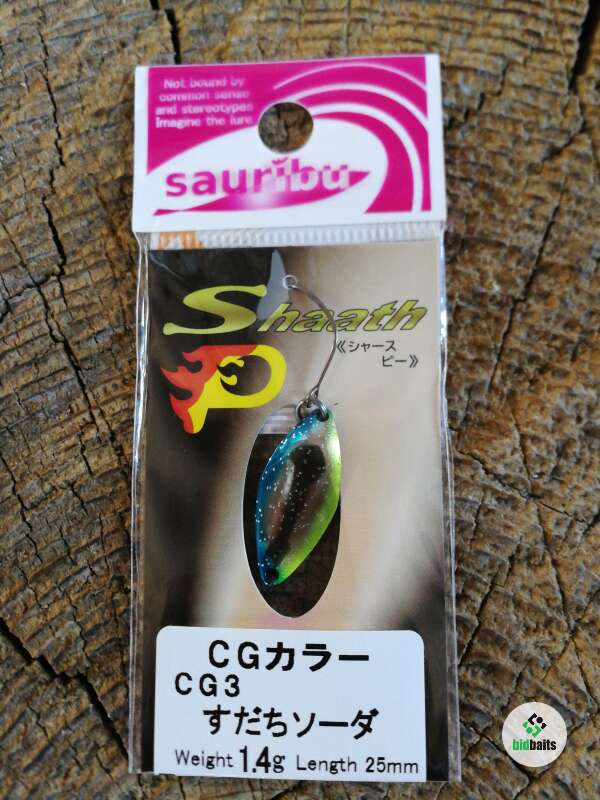 Not bound by
common sense
and stereotypes
Imagine the lure
sauribu
Shaath
《シャース
ピー》
P
CGカラー
CG3
すだちソーダ
Weight 1.4g Length 25mm
bidbaits